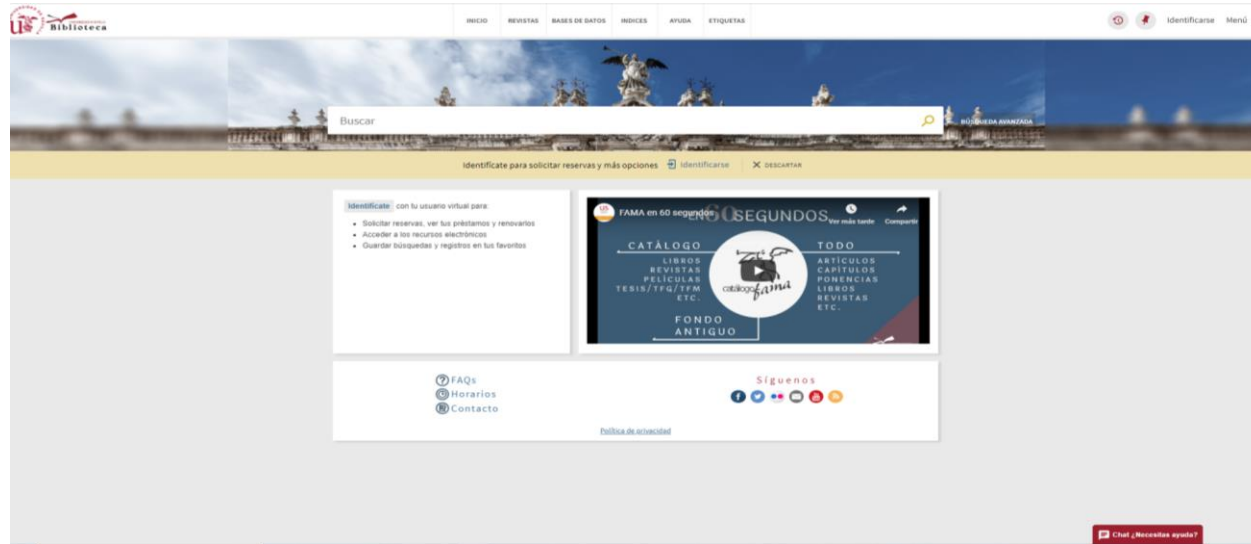 Biblioteca
INICIO REVISTAS BASES DE DATOS INDICES AYUDA ETIQUETAS
Identificarse Menú
Buscar
BÚSQUEDA AVANZADA
Identifícate para solicitar reservas y más opciones Identificarse DESCARTAR
Identifícate con tu usuario virtual para:
Solicitar reservas, ver tus préstamos y renovarlos
Acceder a los recursos electrónicos
Guardar búsquedas y registros en tus favoritos
FAMA en 60 segundos
EN 60 SEGUNDOS
Ver más tarde Compartir
CATÁLOGO
LIBROS
REVISTAS
PELÍCULAS
TESIS/TFG/TFM
ETC.
catálogo fama
TODO
ARTÍCULOS
CAPÍTULOS
PONENCIAS
LIBROS
REVISTAS
ETC.
FONDO
ANTIGUO
FAQs
Horarios
Contacto
Síguenos
Política de privacidad
Chat ¿Necesitas ayuda?